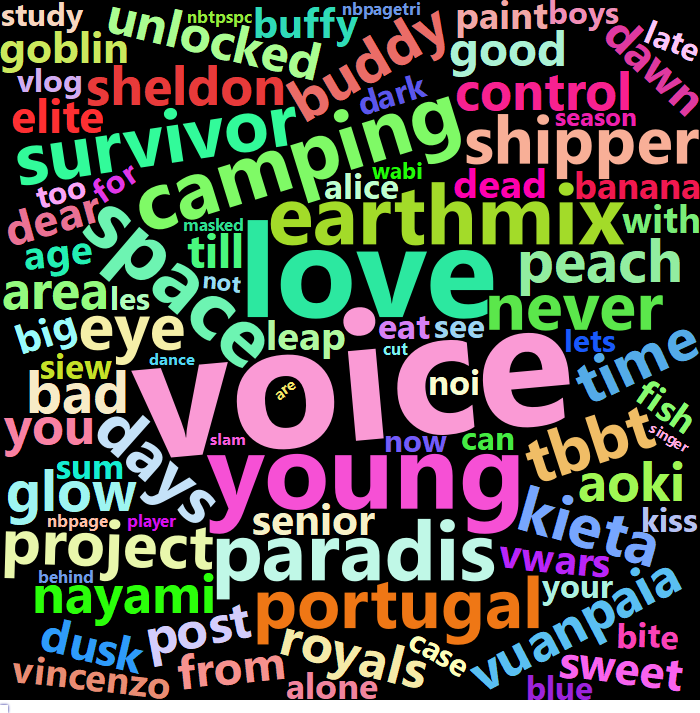 study
nbtpspc
nbpagetri
unlocked
buffy
buddy
paint
boys
late
goblin
good
dawn
vlog
sheldon
dark
control
elite
survivor
camping
season
shipper
too
for
wabi
alice
dead
banana
dear
space
masked
earthmix
with
age
till
love
peach
area
les
not
never
big
eye
leap
eat
see
lets
time
siew
dance
voice
cut
bad
are
noi
fish
you
days
slam
now
can
tbbt
singer
sum
young
aoki
glow
nbpage
player
senior
kieta
kiss
project
paradis
vwars
behind
nayami
portugal
your
vuanpaia
dusk
post
royals
case
bite
vincenzo
from
alone
sweet
blue